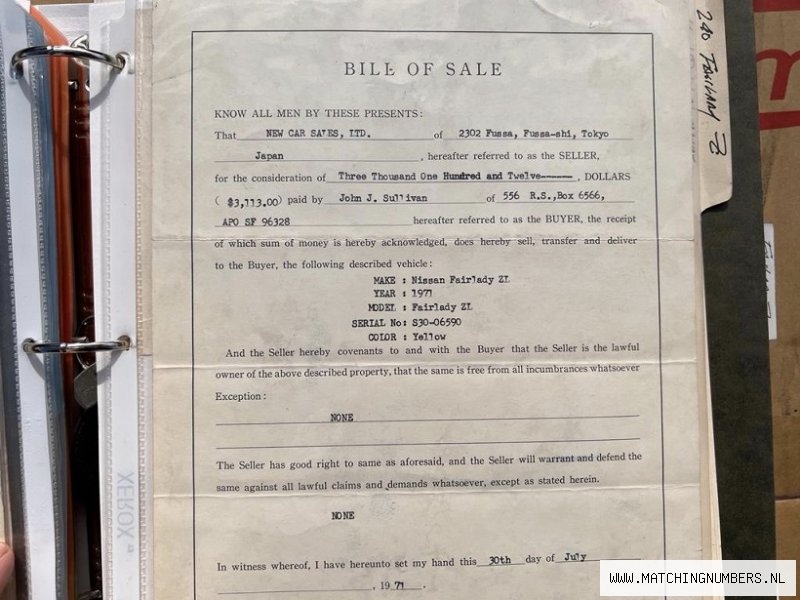 BILL OF SALE
KNOW ALL MEN BY THESE PRESENTS:
That NEW CAR SALES, LTD. of 2302 Fussa, Fussa-shi, Tokyo
Japan , hereafter referred to as the SELLER,
for the consideration of Three Thousand One Hundred and Twelve------, DOLLARS
( $3,113.00) paid by John J. Sullivan of 556 R.S.,Box 6566,
APO SF 96328 hereafter referred to as the BUYER, the receipt
of which sum of money is hereby acknowledged, does hereby sell, transfer and deliver
to the Buyer, the following described vehicle:
MAKE : Nissan Fairlady ZL
YEAR : 1971
MODEL : Fairlady ZL
SERIAL No: S30-06590
COLOR : Yellow
And the Seller hereby covenants to and with the Buyer that the Seller is the lawful
owner of the above described property, that the same is free from all incumbrances whatsoever
Exception:
NONE
The Seller has good right to same as aforesaid, and the Seller will warrant and defend the
same against all lawful claims and demands whatsoever, except as stated herein.
NONE
In witness whereof, I have hereunto set my hand this 30th day of July
, 19 71 .
240 FAIRLADY Z
XEROX
WWW.MATCHINGNUMBERS.NL